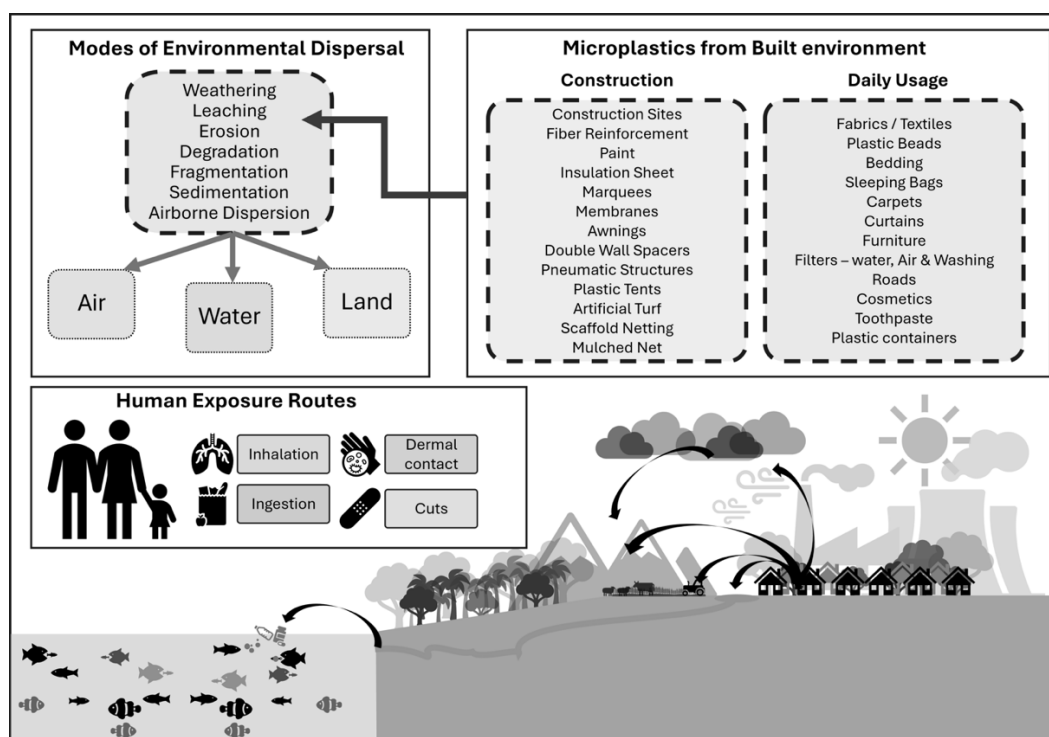 Modes of Environmental Dispersal
Weathering
Leaching
Erosion
Degradation
Fragmentation
Sedimentation
Airborne Dispersion
Air
Water
Land
Microplastics from Built environment
Construction
Construction Sites
Fiber Reinforcement
Paint
Insulation Sheet
Marquees
Membranes
Awnings
Double Wall Spacers
Pneumatic Structures
Plastic Tents
Artificial Turf
Scaffold Netting
Mulched Net
Daily Usage
Fabrics / Textiles
Plastic Beads
Bedding
Sleeping Bags
Carpets
Curtains
Furniture
Filters – water, Air & Washing
Roads
Cosmetics
Toothpaste
Plastic containers
Human Exposure Routes
Inhalation
Dermal
contact
Ingestion
Cuts